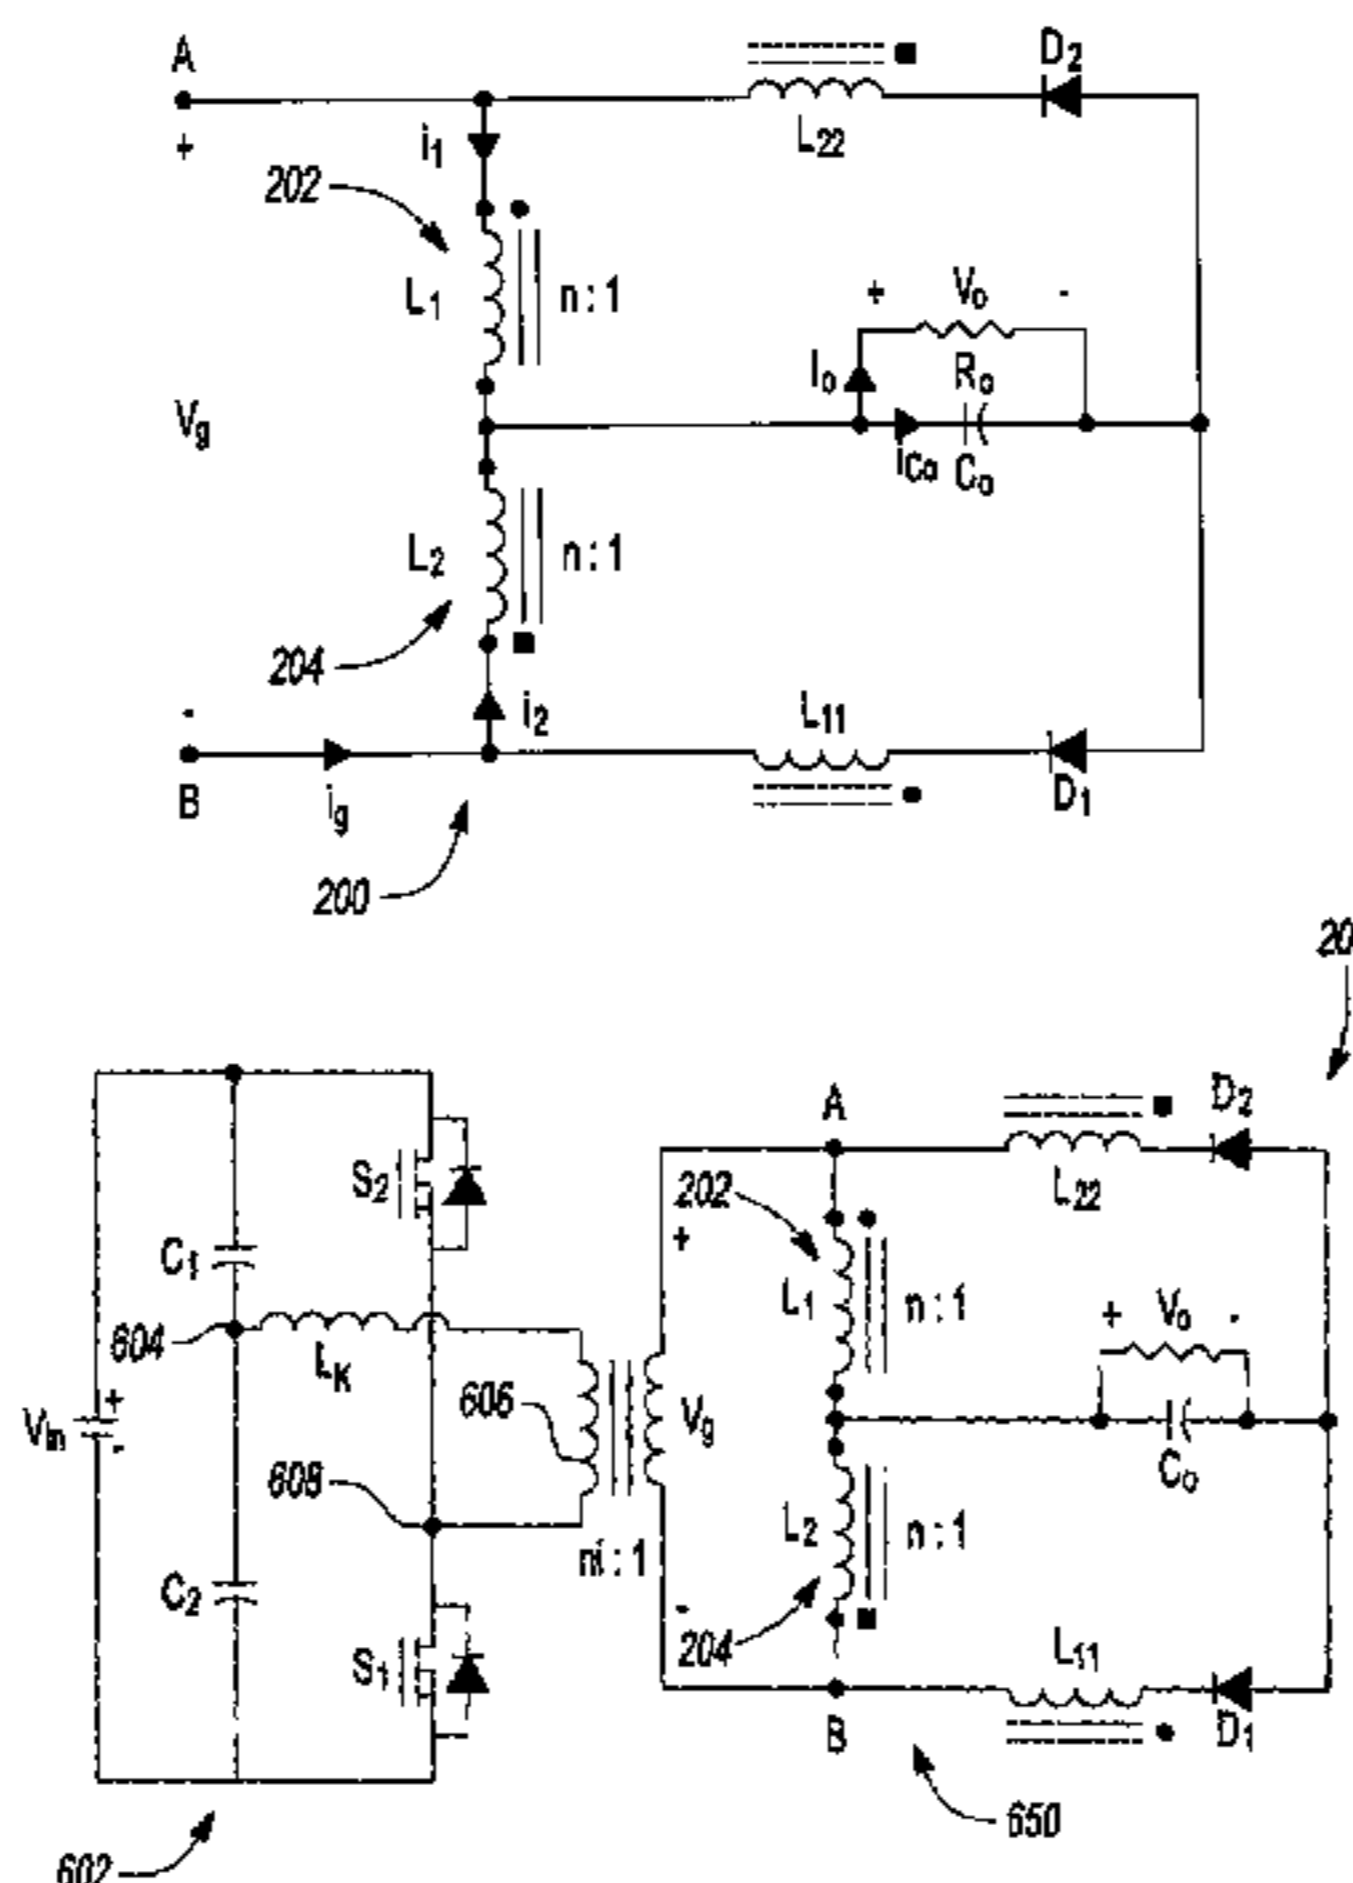 A
D2
+
i1
L22
202
L1
n : 1
+ Vo -
Io
Ro
Vg
iCo
Co
L2
n : 1
204
-
i2
L11
B
ig
D1
200
20
A
D2
S2
202
L22
+
C1
L1
n : 1
+ Vo -
604
LK
606
Vg
Vin
+
-
Co
608
L2
n : 1
ni : 1
C2
-
204
L11
S1
B
D1
650
602